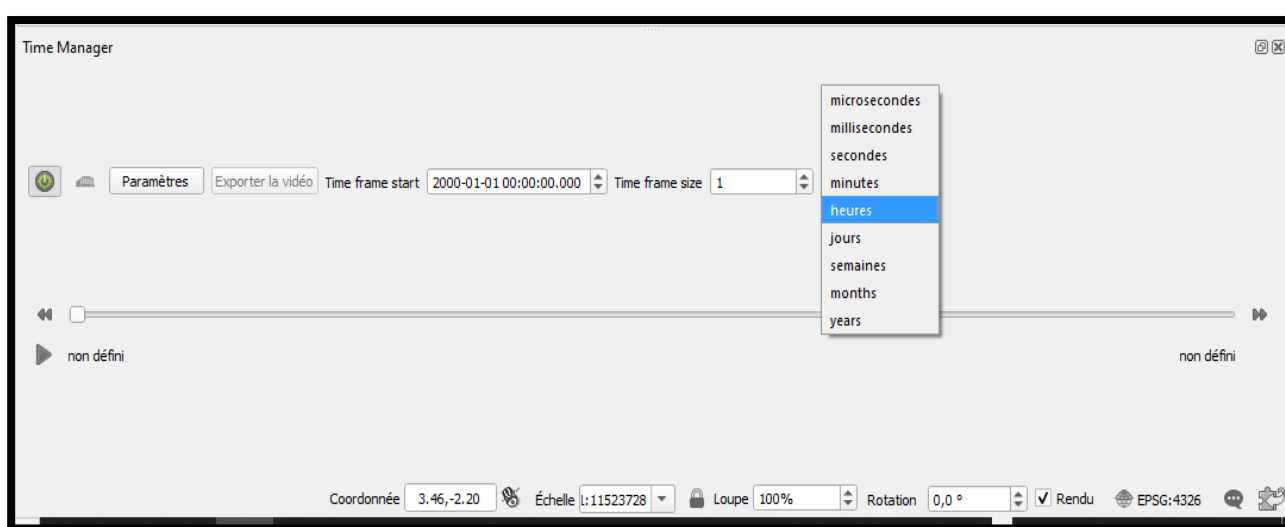 Time Manager
microsecondes
millisecondes
secondes
minutes
heures
jours
semaines
months
years
Paramètres Exporter la vidéo Time frame start 2000-01-01 00:00:00.000 Time frame size 1
non défini non défini
Coordonnée 3.46,-2.20 Échelle l:11523728 Loupe 100% Rotation 0,0 ° Rendu EPSG:4326